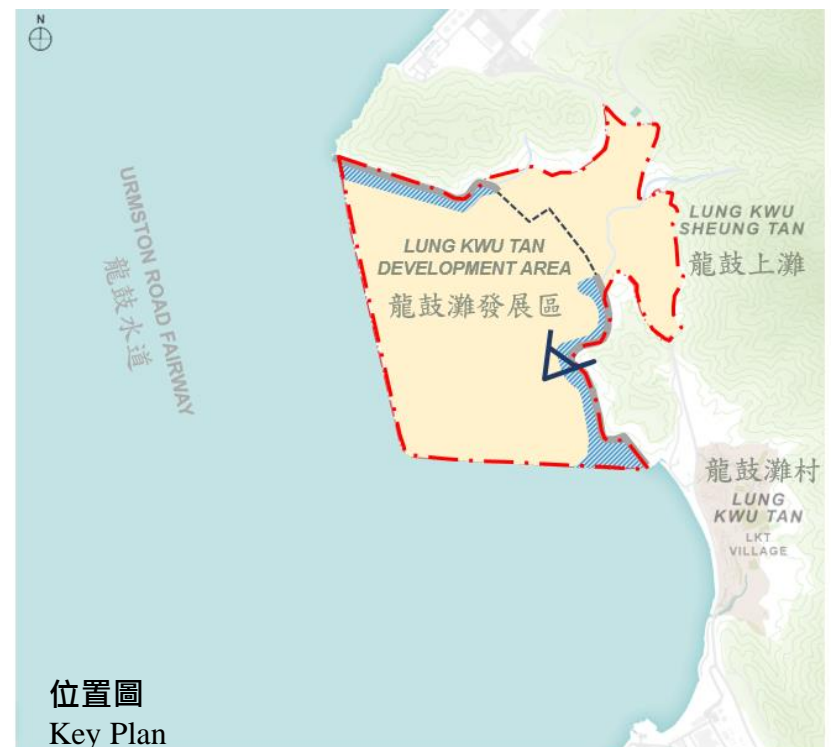 N
URMSTON ROAD FAIRWAY
龍鼓水道
LUNG KWU TAN
DEVELOPMENT AREA
龍鼓灘發展區
LUNG KWU
SHEUNG TAN
龍鼓上灘
龍鼓灘村
LUNG
KWU TAN
LKT
VILLAGE
位置圖
Key Plan